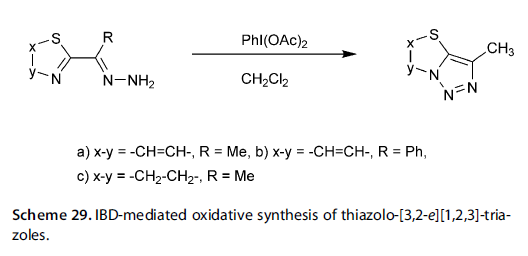 x S
y N
R
N–NH2
PhI(OAc)2
CH2Cl2
x S
y N
CH3
N=N
a) x-y = -CH=CH-, R = Me, b) x-y = -CH=CH-, R = Ph,
c) x-y = -CH2-CH2-, R = Me
Scheme 29. IBD-mediated oxidative synthesis of thiazolo-[3,2-e][1,2,3]-tria-
zoles.